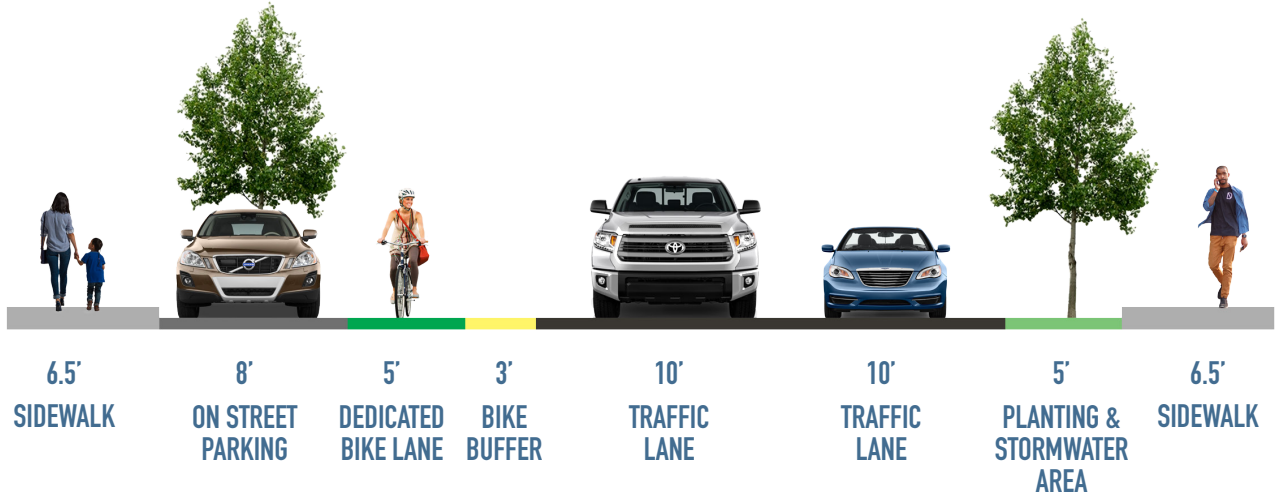 6.5’
SIDEWALK
8’
ON STREET
PARKING
5’
DEDICATED
BIKE LANE
3’
BIKE
BUFFER
10’
TRAFFIC
LANE
10’
TRAFFIC
LANE
5’
PLANTING &
STORMWATER
AREA
6.5’
SIDEWALK